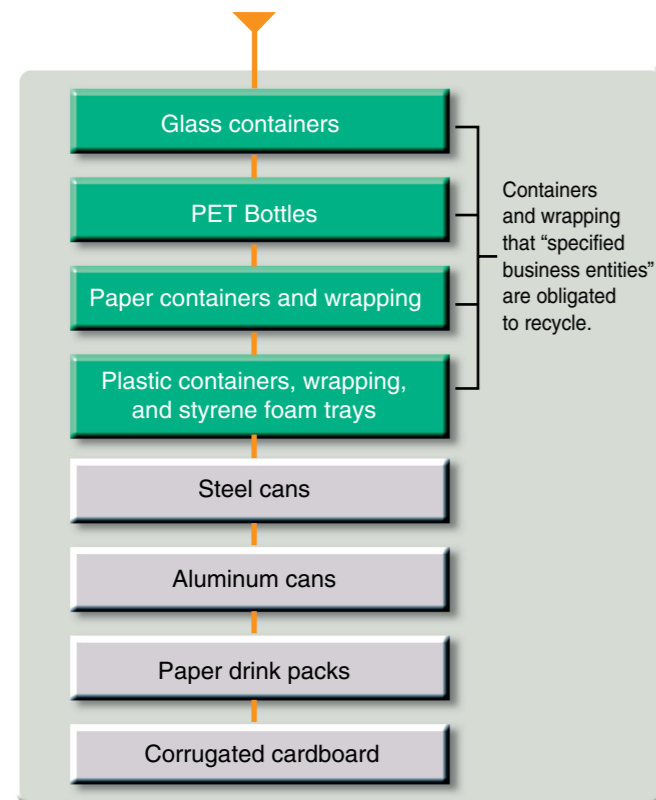 Glass containers
PET Bottles
Paper containers and wrapping
Plastic containers, wrapping,
and styrene foam trays
Steel cans
Aluminum cans
Paper drink packs
Corrugated cardboard
Containers
and wrapping
that “specified
business entities”
are obligated
to recycle.